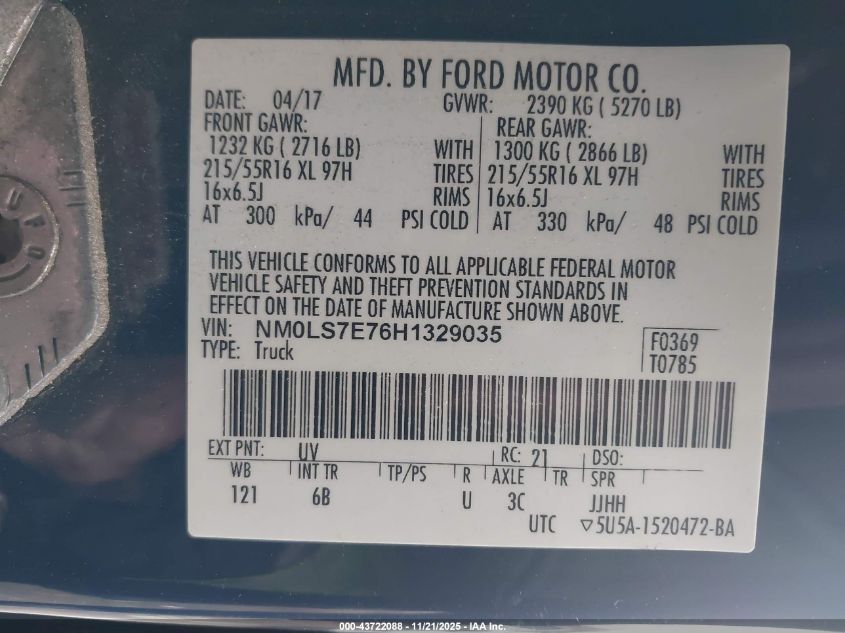 MFD. BY FORD MOTOR CO.
DATE: 04/17 GVWR: 2390 KG ( 5270 LB)
FRONT GAWR: REAR GAWR:
1232 KG ( 2716 LB) WITH 1300 KG ( 2866 LB) WITH
215/55R16 XL 97H TIRES 215/55R16 XL 97H TIRES
16x6.5J RIMS 16x6.5J RIMS
AT 300 kPa/ 44 PSI COLD AT 330 kPa/ 48 PSI COLD
THIS VEHICLE CONFORMS TO ALL APPLICABLE FEDERAL MOTOR
VEHICLE SAFETY AND THEFT PREVENTION STANDARDS IN
EFFECT ON THE DATE OF MANUFACTURE SHOWN ABOVE.
VIN: NM0LS7E76H1329035
TYPE: Truck
F0369
T0785
EXT PNT: UV RC: 21 DSO:
WB INT TR TP/PS R AXLE TR SPR
121 6B U 3C JJHH
UTC ▽5U5A-1520472-BA
UFO
000-43722088 - 11/21/2025 - IAA Inc.